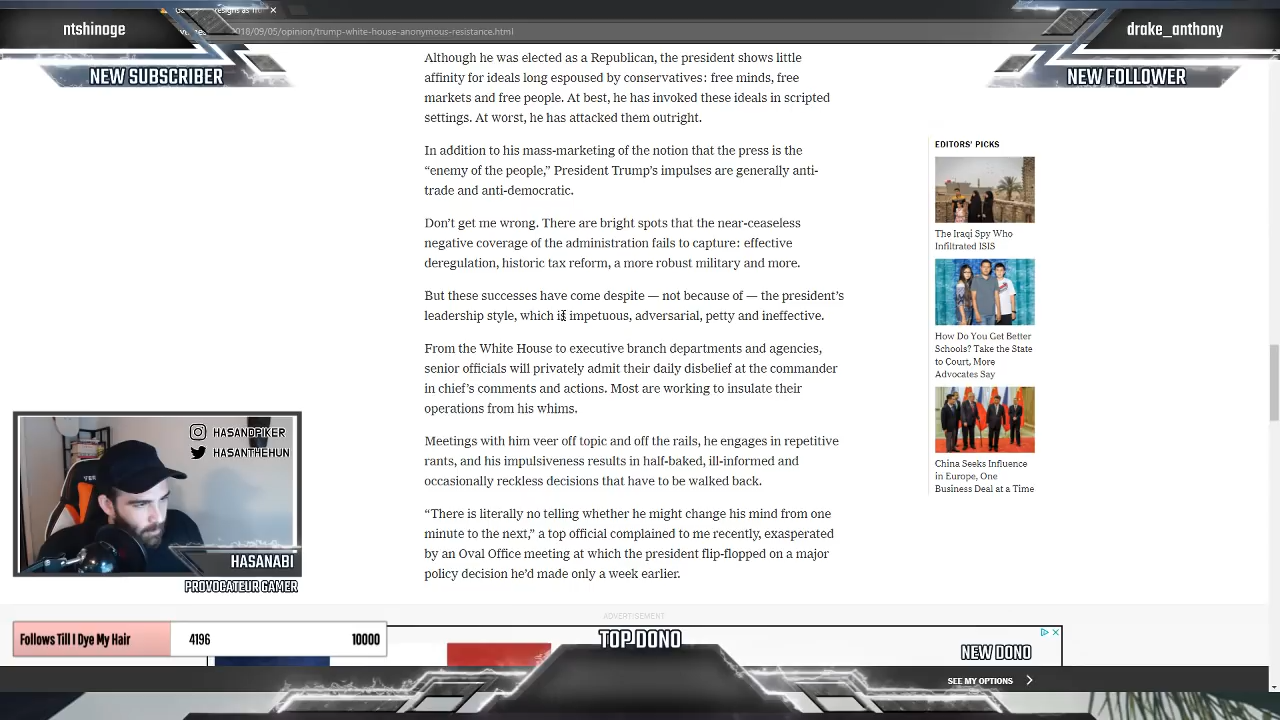 ntshinoge
NEW SUBSCRIBER
2018/09/05/opinion/trump-white-house-anonymous-resistance.html
drake_anthony
NEW FOLLOWER
Although he was elected as a Republican, the president shows little
affinity for ideals long espoused by conservatives: free minds, free
markets and free people. At best, he has invoked these ideals in scripted
settings. At worst, he has attacked them outright.
In addition to his mass-marketing of the notion that the press is the
“enemy of the people,” President Trump’s impulses are generally anti-
trade and anti-democratic.
Don’t get me wrong. There are bright spots that the near-ceaseless
negative coverage of the administration fails to capture: effective
deregulation, historic tax reform, a more robust military and more.
But these successes have come despite — not because of — the president’s
leadership style, which is impetuous, adversarial, petty and ineffective.
From the White House to executive branch departments and agencies,
senior officials will privately admit their daily disbelief at the commander
in chief’s comments and actions. Most are working to insulate their
operations from his whims.
Meetings with him veer off topic and off the rails, he engages in repetitive
rants, and his impulsiveness results in half-baked, ill-informed and
occasionally reckless decisions that have to be walked back.
“There is literally no telling whether he might change his mind from one
minute to the next,” a top official complained to me recently, exasperated
by an Oval Office meeting at which the president flip-flopped on a major
policy decision he’d made only a week earlier.
EDITORS’ PICKS
The Iraqi Spy Who
Infiltrated ISIS
How Do You Get Better
Schools? Take the State
to Court, More
Advocates Say
China Seeks Influence
in Europe, One
Business Deal at a Time
HASANDPIKER
HASANTHEHUN
HASANABI
PROVOCATEUR GAMER
Follows Till I Dye My Hair 4196 10000
ADVERTISEMENT
TOP DONO
NEW DONO
SEE MY OPTIONS